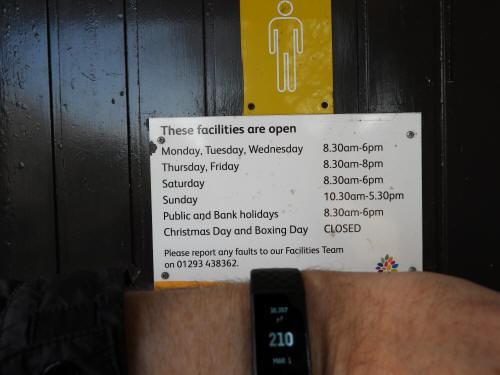 These facilities are open
Monday, Tuesday, Wednesday 8.30am-6pm
Thursday, Friday 8.30am-8pm
Saturday 8.30am-6pm
Sunday 10.30am-5.30pm
Public and Bank holidays 8.30am-6pm
Christmas Day and Boxing Day CLOSED
Please report any faults to our Facilities Team
on 01293 438362.
210
MAR 1